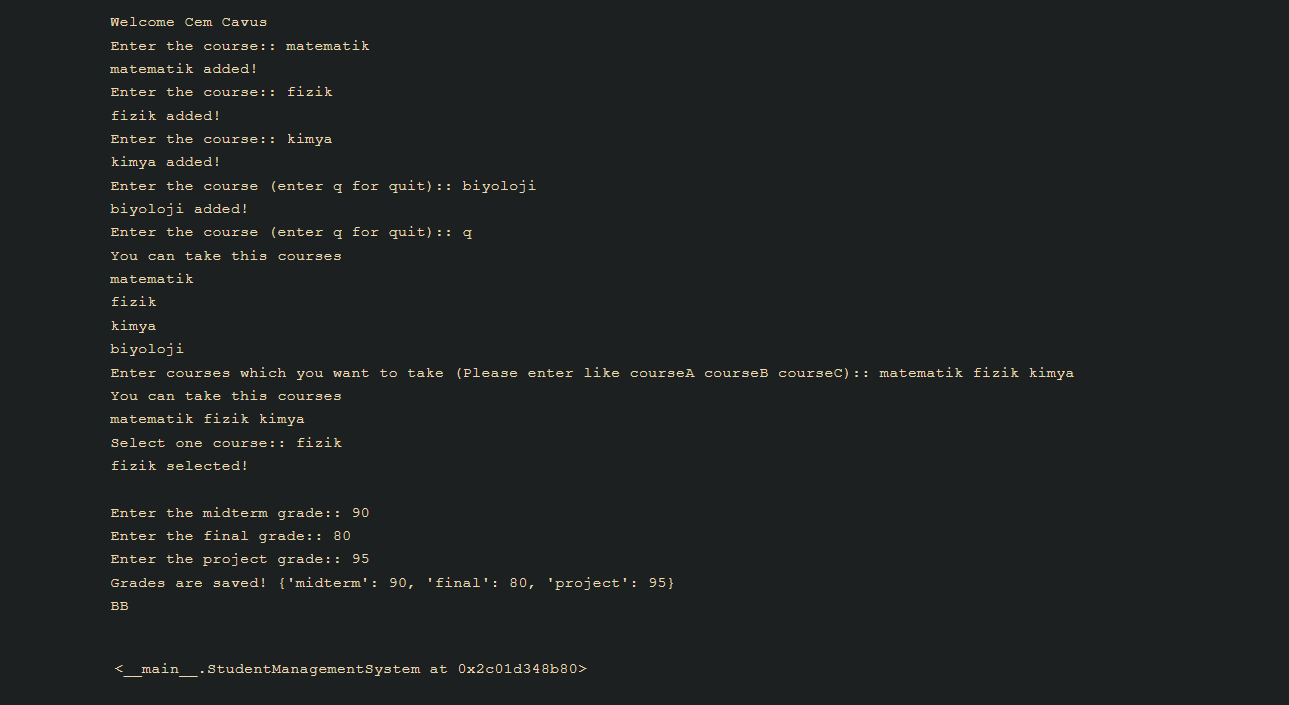 Welcome Cem Cavus
Enter the course:: matematik
matematik added!
Enter the course:: fizik
fizik added!
Enter the course:: kimya
kimya added!
Enter the course (enter q for quit):: biyoloji
biyoloji added!
Enter the course (enter q for quit):: q
You can take this courses
matematik
fizik
kimya
biyoloji
Enter courses which you want to take (Please enter like courseA courseB courseC):: matematik fizik kimya
You can take this courses
matematik fizik kimya
Select one course:: fizik
fizik selected!
Enter the midterm grade:: 90
Enter the final grade:: 80
Enter the project grade:: 95
Grades are saved! {'midterm': 90, 'final': 80, 'project': 95}
BB
<__main__.StudentManagementSystem at 0x2c01d348b80>